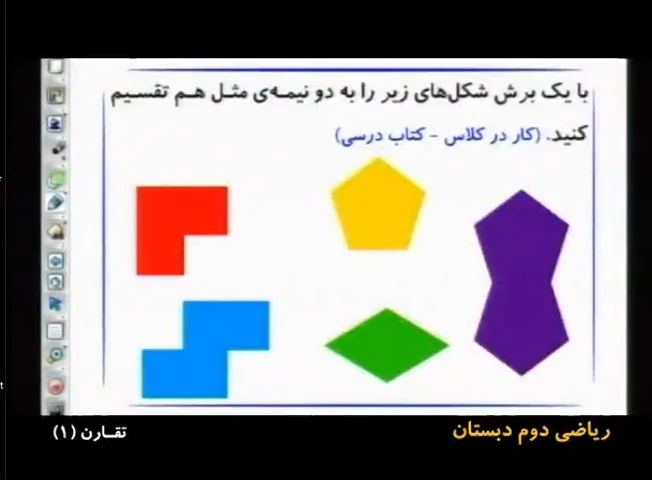 با یک برش شکل‌های زیر را به دو نیمه‌ی مثل هم تقسیم
کنید. (کار در کلاس – کتاب درسی)
ریاضی دوم دبستان
تقارن (۱)